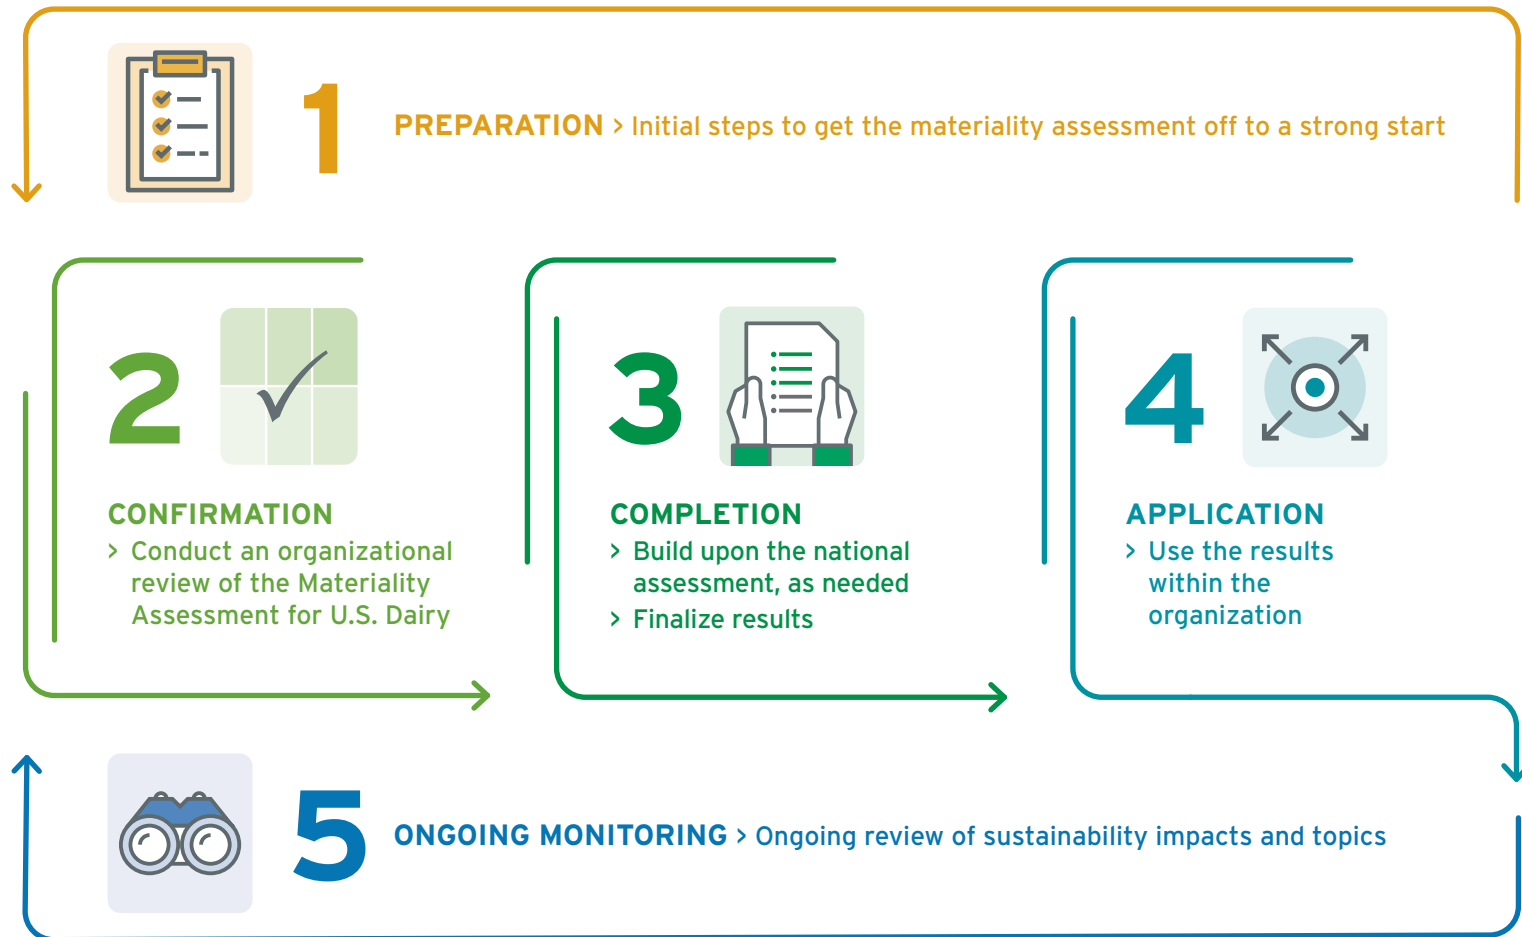 1
PREPARATION > Initial steps to get the materiality assessment off to a strong start
2
CONFIRMATION
> Conduct an organizational
review of the Materiality
Assessment for U.S. Dairy
3
COMPLETION
> Build upon the national
assessment, as needed
> Finalize results
4
APPLICATION
> Use the results
within the
organization
5
ONGOING MONITORING > Ongoing review of sustainability impacts and topics